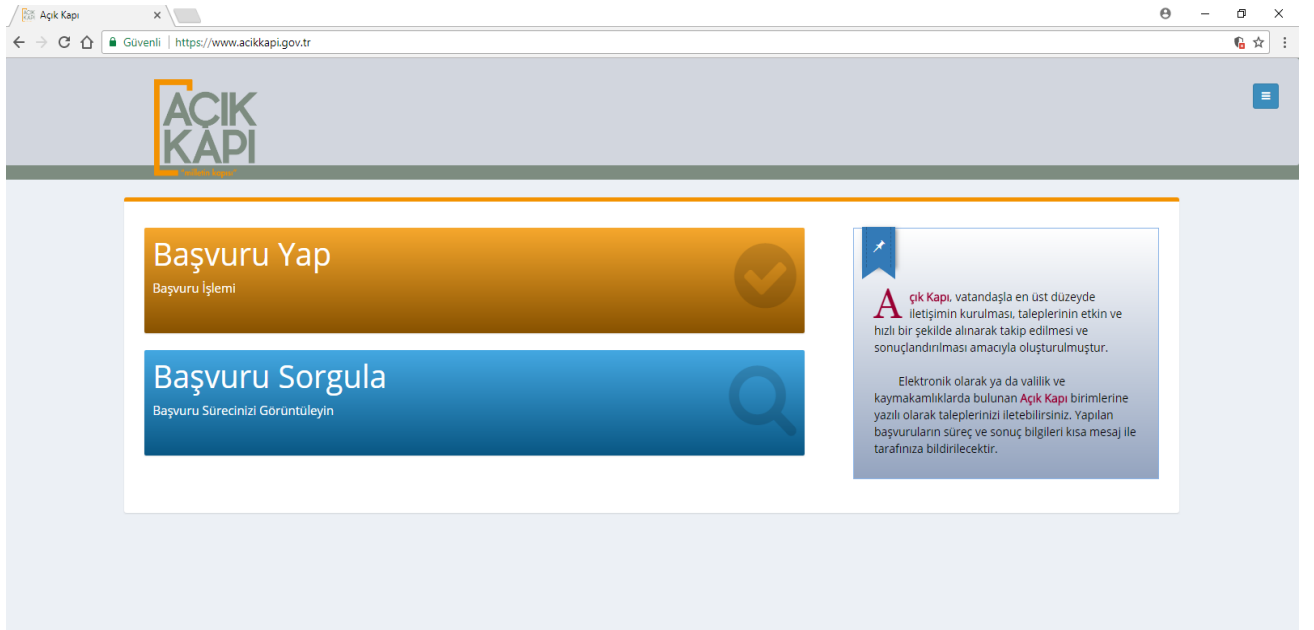 Açık Kapı
Güvenli | https://www.acikkapi.gov.tr
AÇIK
KAPI
"milletin kapısı"
Başvuru Yap
Başvuru İşlemi
Başvuru Sorgula
Başvuru Sürecinizi Görüntüleyin
Açık Kapı, vatandaşla en üst düzeyde
iletişimin kurulması, taleplerinin etkin ve
hızlı bir şekilde alınarak takip edilmesi ve
sonuçlandırılması amacıyla oluşturulmuştur.
Elektronik olarak ya da valilik ve
kaymakamlıklarda bulunan Açık Kapı birimlerine
yazılı olarak taleplerinizi iletebilirsiniz. Yapılan
başvuruların süreç ve sonuç bilgileri kısa mesaj ile
tarafınıza bildirilecektir.